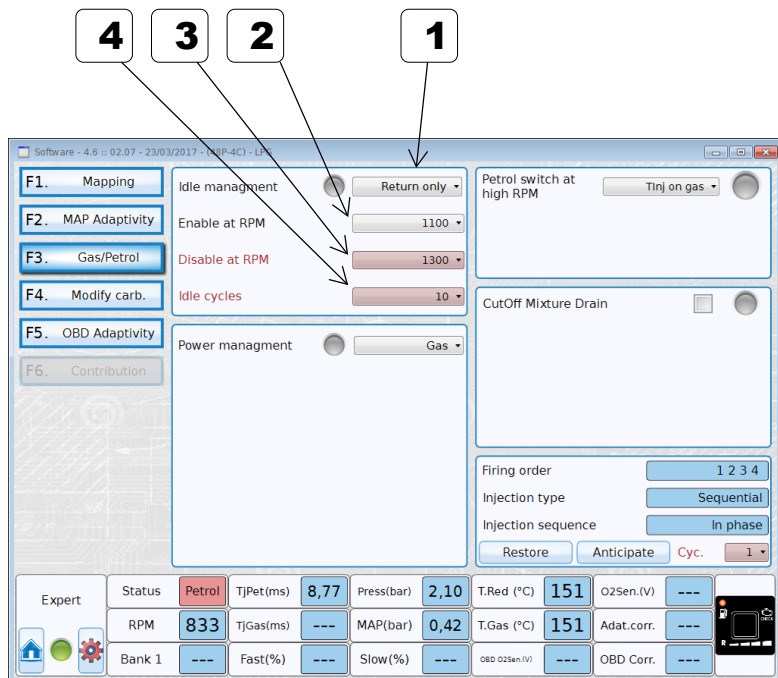 4 3 2 1
Software - 4.6 :: 02.07 - 23/03/2017 - (48P-4C) - LPG
F1. Mapping
F2. MAP Adaptivity
F3. Gas/Petrol
F4. Modify carb.
F5. OBD Adaptivity
F6. Contribution
Idle managment Return only
Enable at RPM 1100
Disable at RPM 1300
Idle cycles 10
Power managment Gas
Petrol switch at
high RPM
TInj on gas
CutOff Mixture Drain
Firing order 1 2 3 4
Injection type Sequential
Injection sequence In phase
Restore Anticipate Cyc. 1
Expert
Status Petrol TjPet(ms) 8,77 Press(bar) 2,10 T.Red (°C) 151 O2Sen.(V) ---
RPM 833 TjGas(ms) --- MAP(bar) 0,42 T.Gas (°C) 151 Adat.corr. ---
Bank 1 --- Fast(%) --- Slow(%) --- OBD O2Sen.(V) --- OBD Corr. ---
CHECK
R